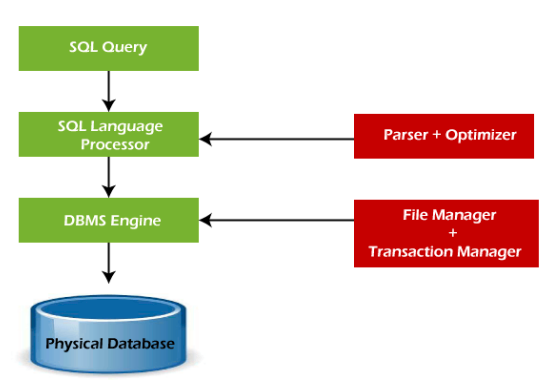 SQL Query
SQL Language
Processor
Parser + Optimizer
DBMS Engine
File Manager
+
Transaction Manager
Physical Database